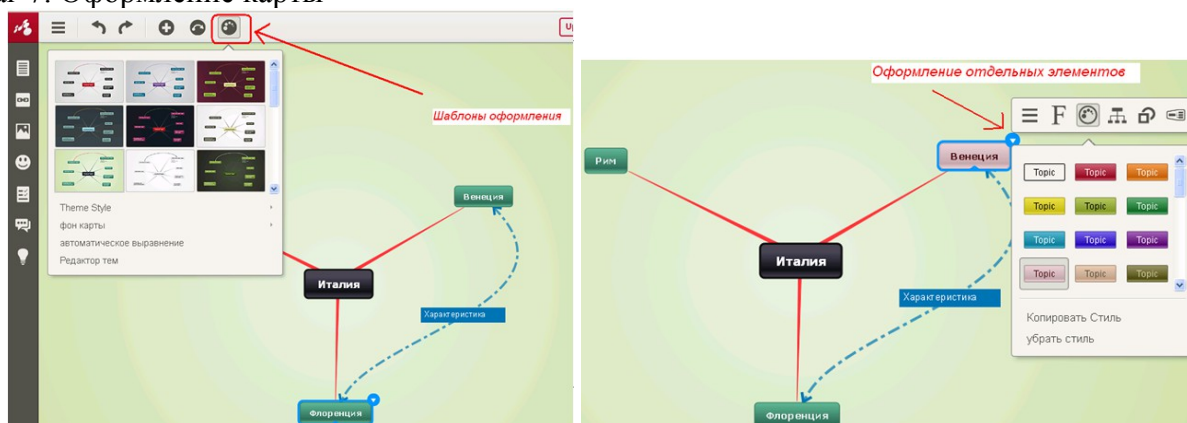 7. Оформление карты
Up
Шаблоны оформления
Theme Style
фон карты
автоматическое выравнение
Редактор тем
Венеция
Италия
Характеристика
Флоренция
Оформление отдельных элементов
F
Рим
Венеция
Италия
Характеристика
Флоренция
Topic Topic Topic
Topic Topic Topic
Topic Topic Topic
Topic Topic Topic
Копировать Стиль
убрать стиль